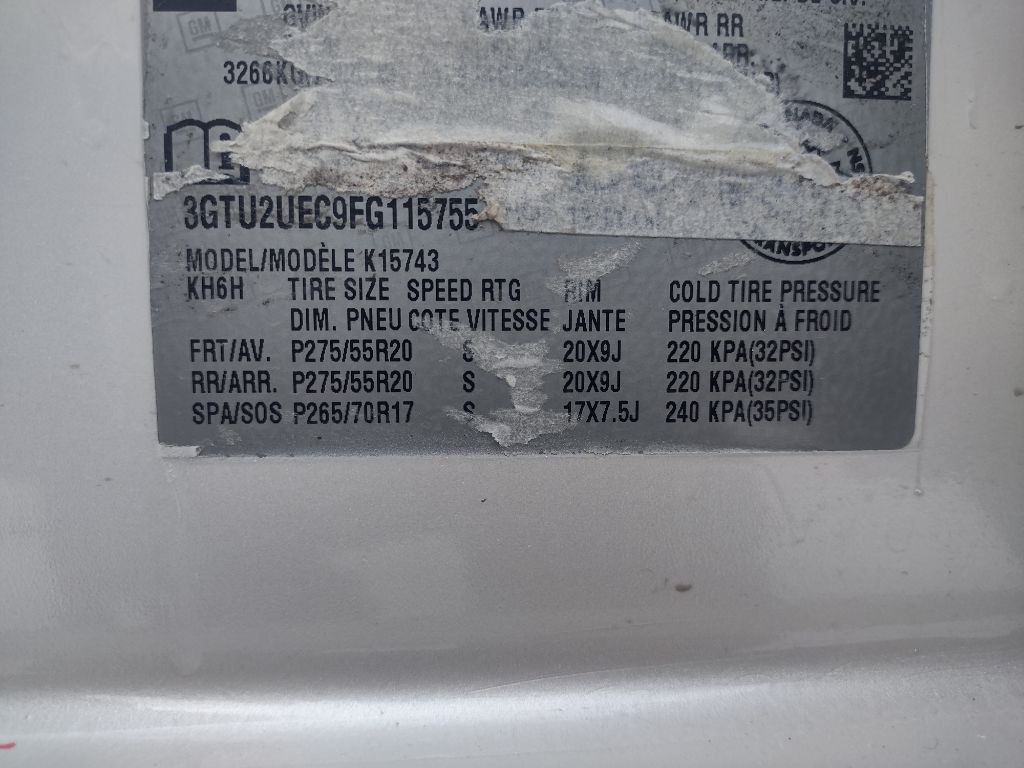 AWR RR
3266KG
3GTU2UEC9FG115755
MODEL/MODÈLE K15743
KH6H TIRE SIZE SPEED RTG RIM COLD TIRE PRESSURE
DIM. PNEU COTE VITESSE JANTE PRESSION À FROID
FRT/AV. P275/55R20 S 20X9J 220 KPA(32PSI)
RR/ARR. P275/55R20 S 20X9J 220 KPA(32PSI)
SPA/SOS P265/70R17 S 17X7.5J 240 KPA(35PSI)